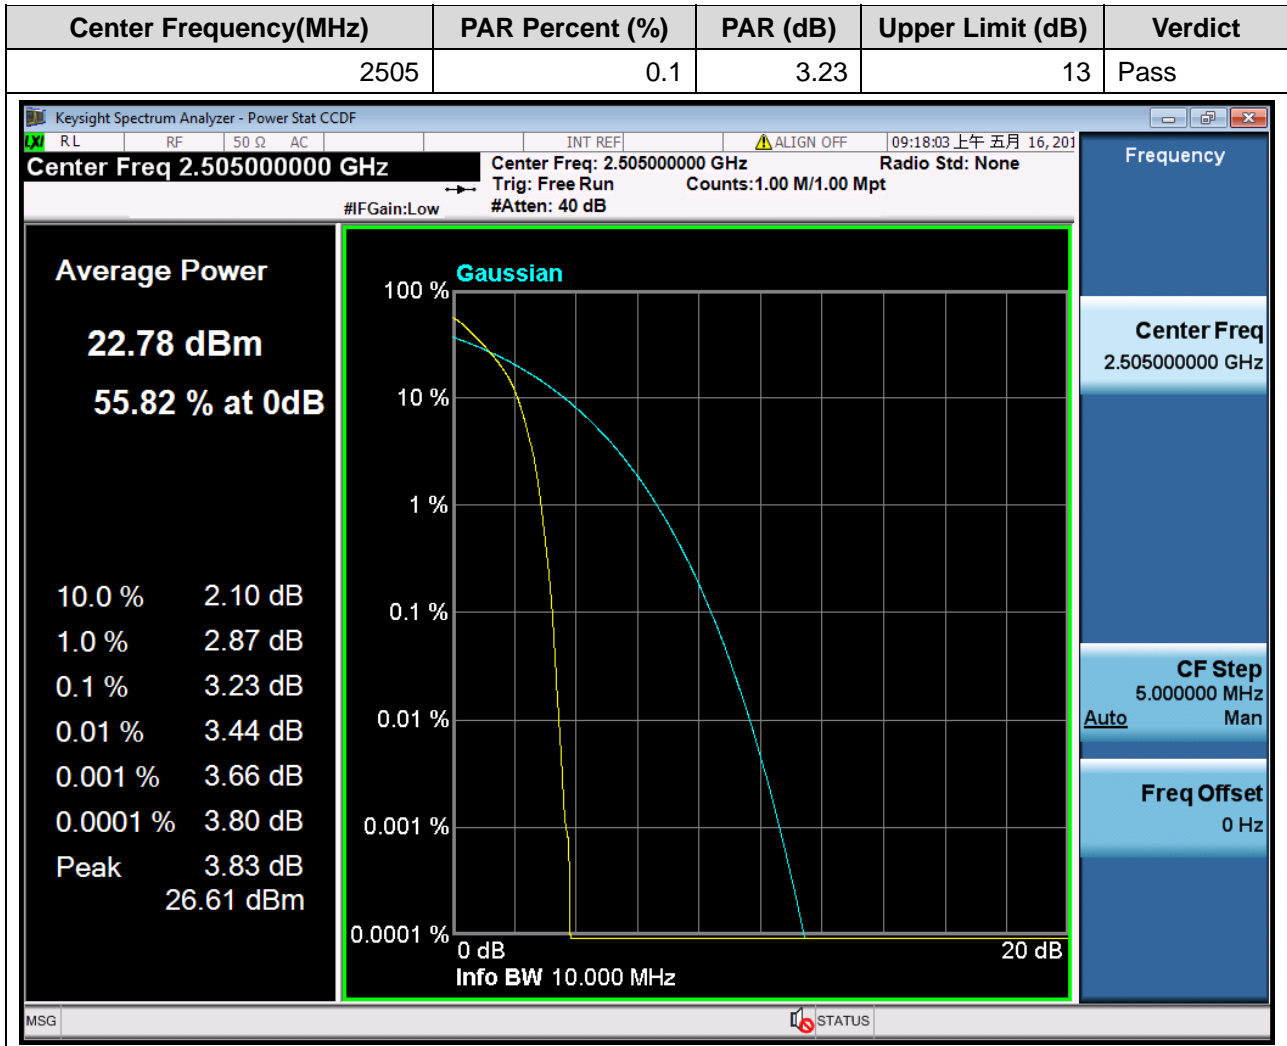 Center Frequency(MHz) PAR Percent (%) PAR (dB) Upper Limit (dB) Verdict
2505 0.1 3.23 13 Pass
Keysight Spectrum Analyzer - Power Stat CCDF
LXI RL RF 50 Ω AC INT REF ALIGN OFF 09:18:03 上午 五月 16, 201
Center Freq 2.505000000 GHz
Center Freq: 2.505000000 GHz Radio Std: None
Trig: Free Run Counts:1.00 M/1.00 Mpt
#IFGain:Low #Atten: 40 dB
Average Power
22.78 dBm
55.82 % at 0dB
10.0 % 2.10 dB
1.0 % 2.87 dB
0.1 % 3.23 dB
0.01 % 3.44 dB
0.001 % 3.66 dB
0.0001 % 3.80 dB
Peak 3.83 dB
26.61 dBm
Gaussian
100 %
10 %
1 %
0.1 %
0.01 %
0.001 %
0.0001 %
0 dB 20 dB
Info BW 10.000 MHz
Frequency
Center Freq
2.505000000 GHz
CF Step
5.000000 MHz
Auto Man
Freq Offset
0 Hz
MSG STATUS